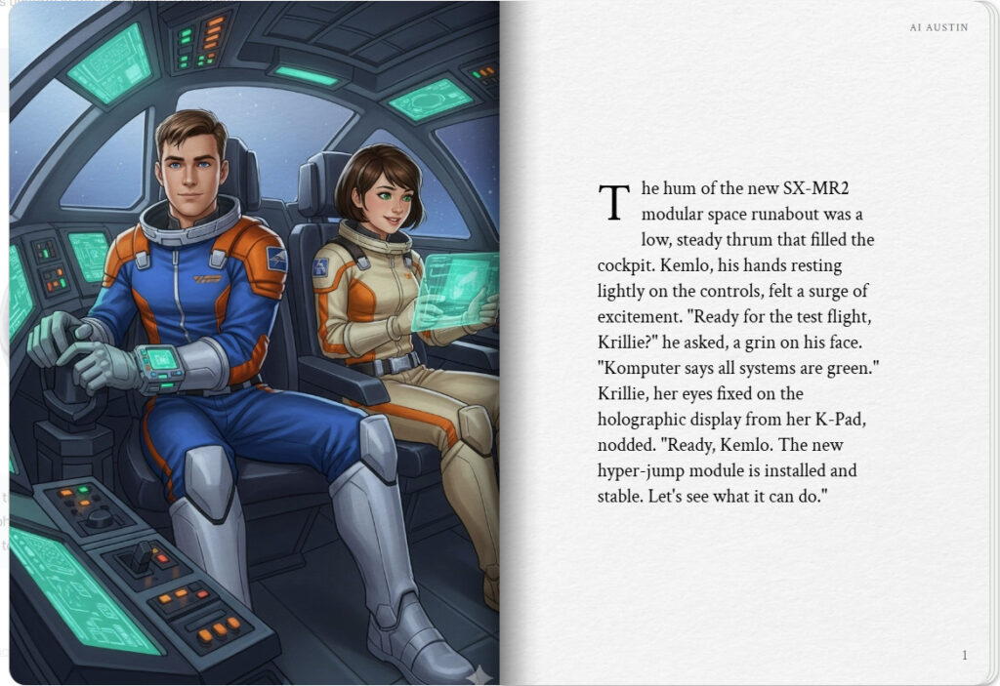 AI AUSTIN
The hum of the new SX-MR2
modular space runabout was a
low, steady thrum that filled the
cockpit. Kemlo, his hands resting
lightly on the controls, felt a surge of
excitement. "Ready for the test flight,
Krillie?" he asked, a grin on his face.
"Komputer says all systems are green."
Krillie, her eyes fixed on the
holographic display from her K-Pad,
nodded. "Ready, Kemlo. The new
hyper-jump module is installed and
stable. Let's see what it can do."
1